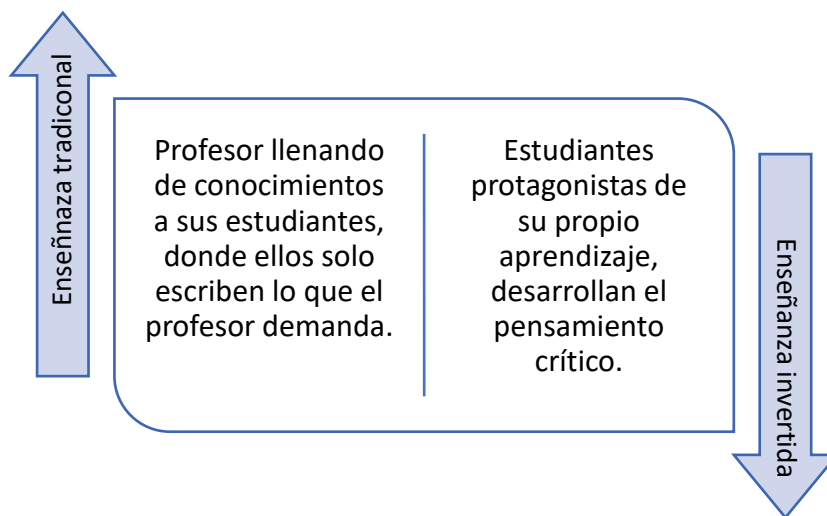 Enseñnaza tradiconal
Profesor llenando
de conocimientos
a sus estudiantes,
donde ellos solo
escriben lo que el
profesor demanda.
Estudiantes
protagonistas de
su propio
aprendizaje,
desarrollan el
pensamiento
crítico.
Enseñanza invertida